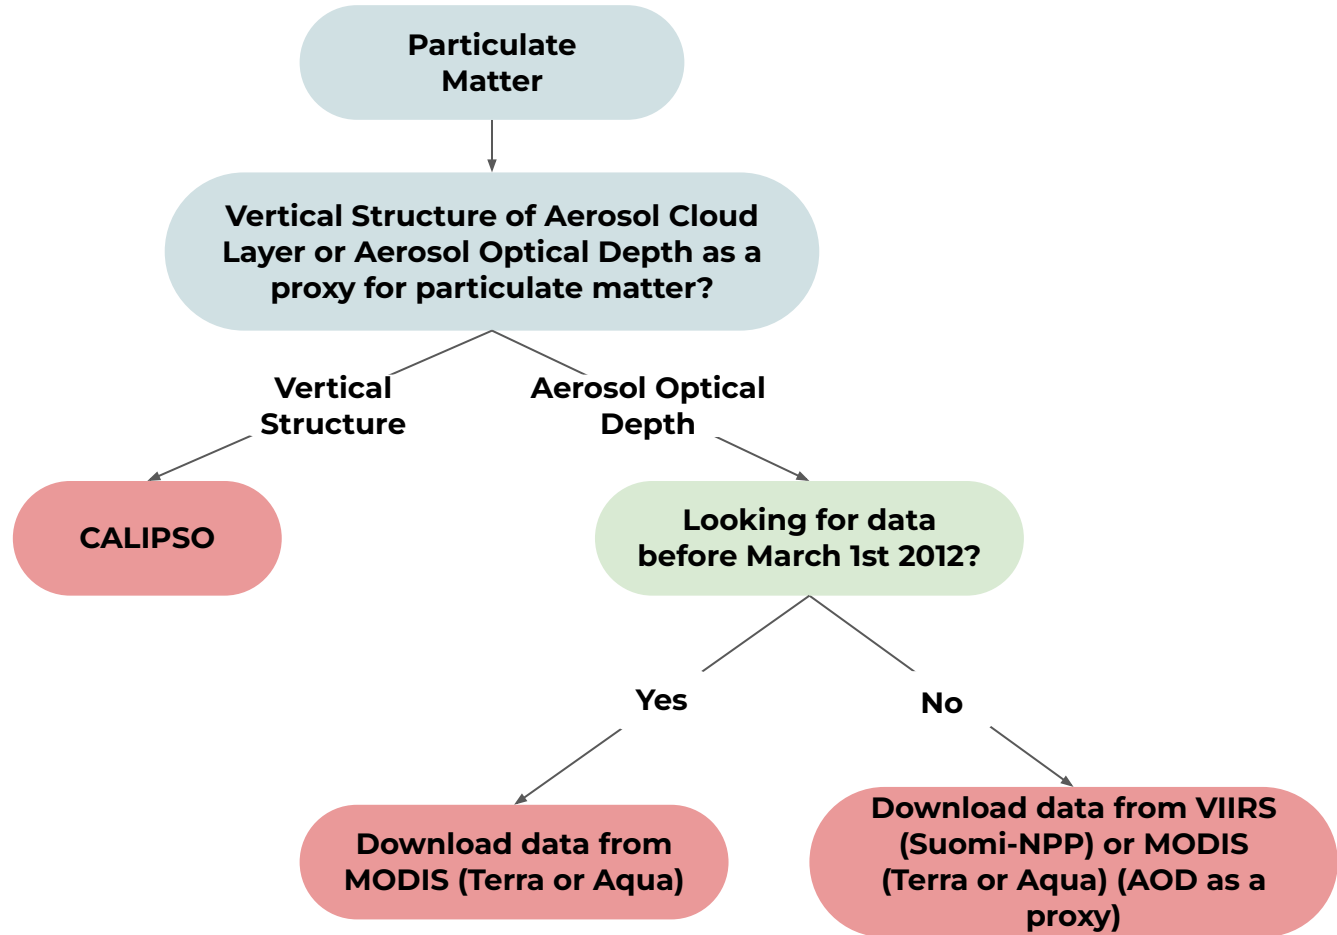 Particulate
Matter
Vertical Structure of Aerosol Cloud
Layer or Aerosol Optical Depth as a
proxy for particulate matter?
Vertical
Structure
Aerosol Optical
Depth
CALIPSO
Looking for data
before March 1st 2012?
Yes
No
Download data from
MODIS (Terra or Aqua)
Download data from VIIRS
(Suomi-NPP) or MODIS
(Terra or Aqua) (AOD as a
proxy)